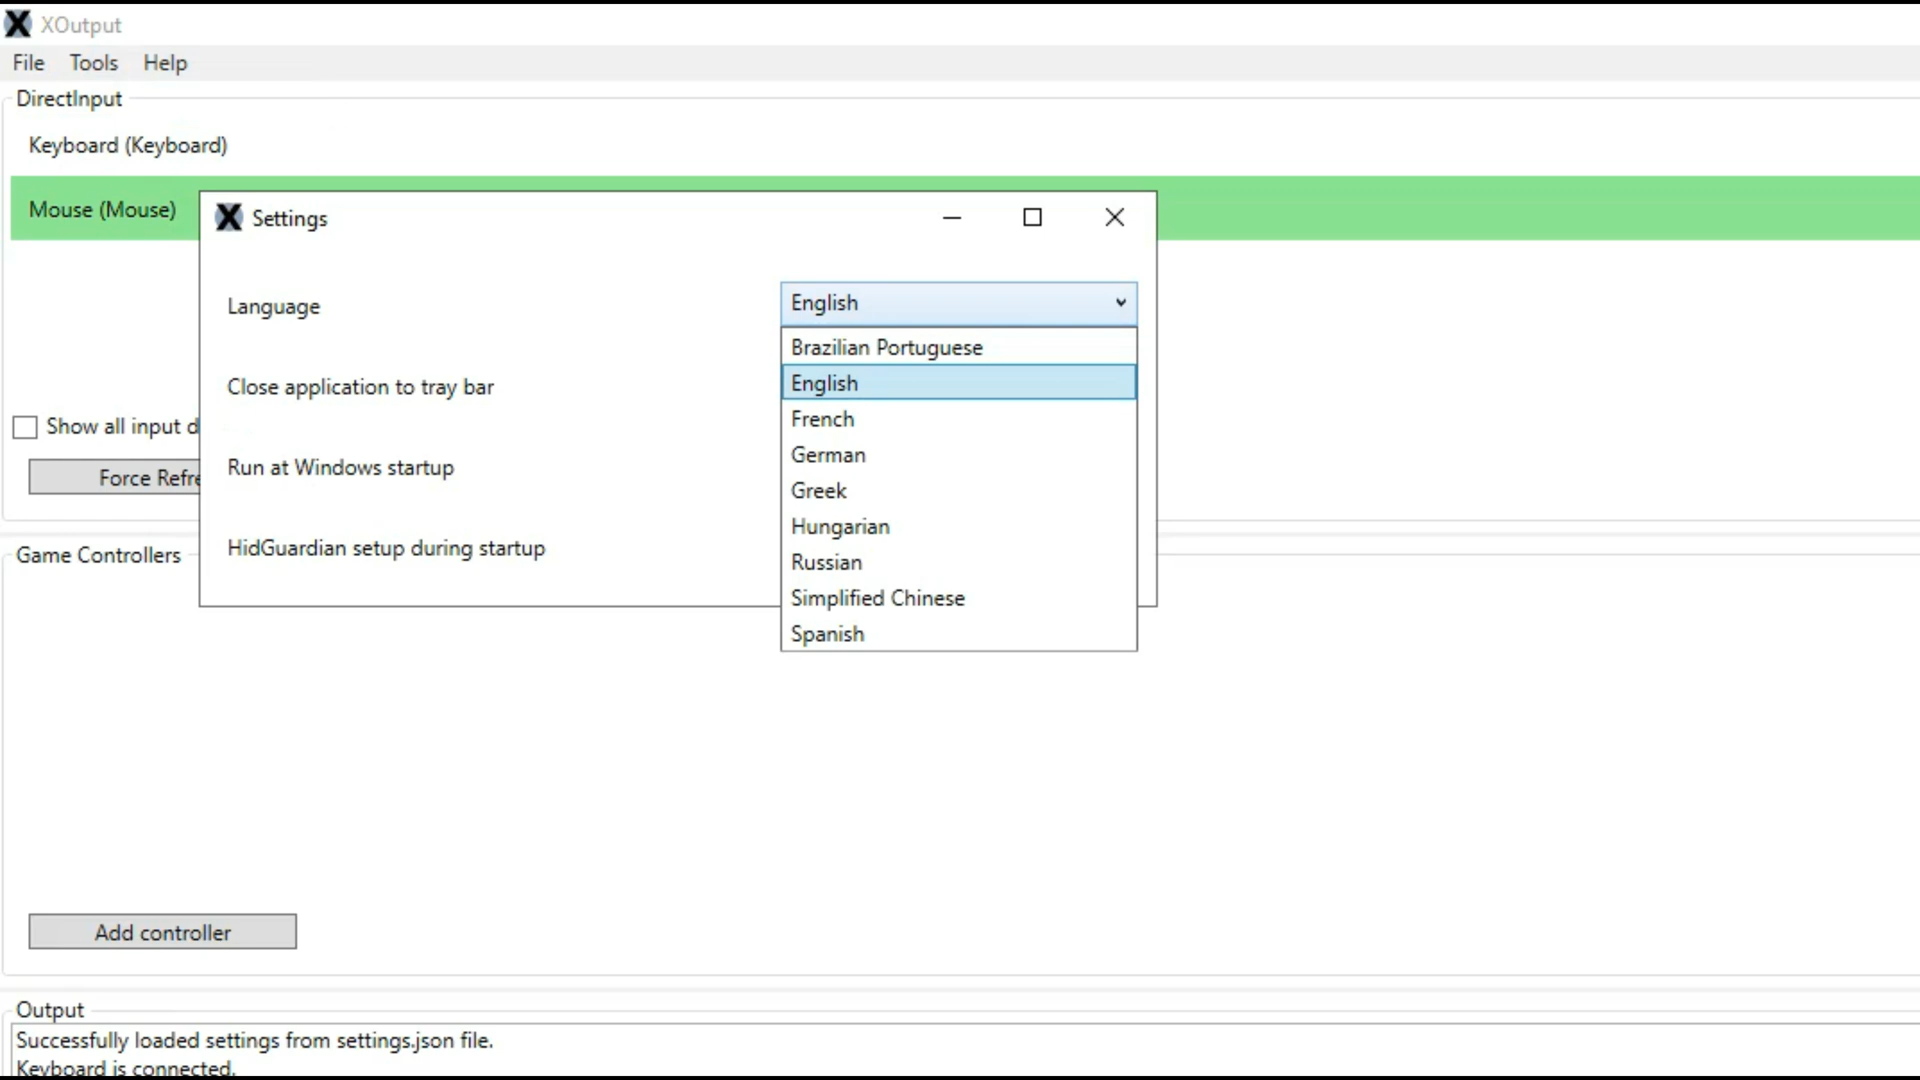 XOutput
File Tools Help
DirectInput
Keyboard (Keyboard)
Mouse (Mouse)
Settings
Language
English
Brazilian Portuguese
English
French
German
Greek
Hungarian
Russian
Simplified Chinese
Spanish
Close application to tray bar
Run at Windows startup
HidGuardian setup during startup
Show all input d
Force Refre
Game Controllers
Add controller
Output
Successfully loaded settings from settings.json file.
Keyboard is connected.